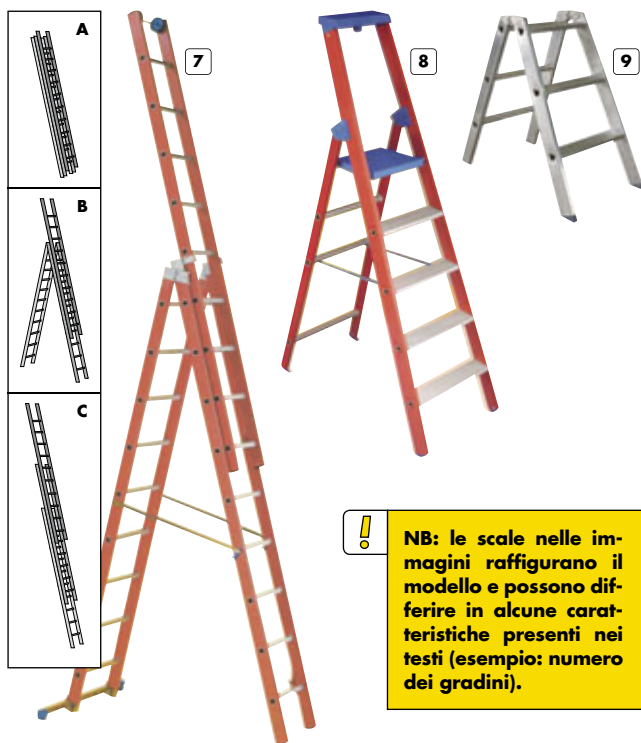 A
7
8
9
B
C
!
NB: le scale nelle im-
magini raffigurano il
modello e possono dif-
ferire in alcune carat-
teristiche presenti nei
testi (esempio: numero
dei gradini).